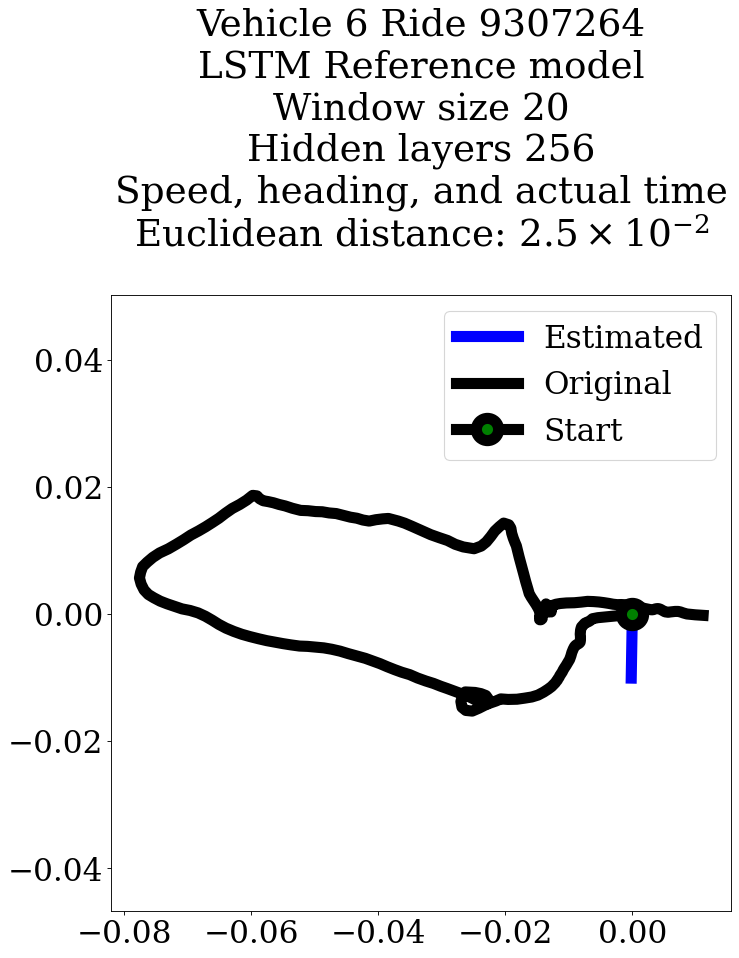 Vehicle 6 Ride 9307264
LSTM Reference model
Window size 20
Hidden layers 256
Speed, heading, and actual time
Euclidean distance: 2.5 × 10⁻²
Estimated
Original
Start
0.04
0.02
0.00
−0.02
−0.04
−0.08 −0.06 −0.04 −0.02 0.00